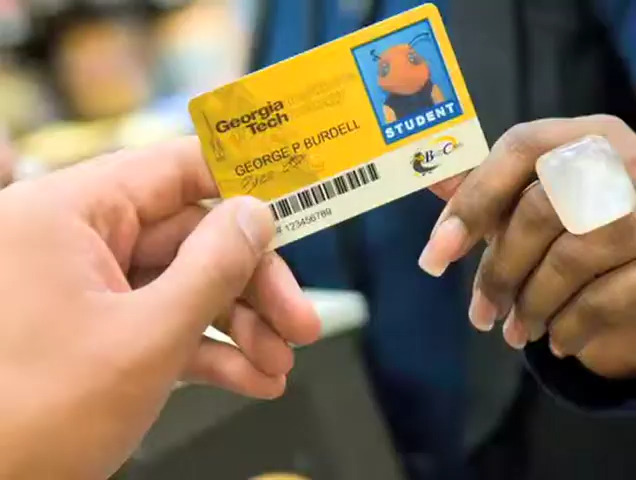 Georgia
Tech
GEORGE P BURDELL
STUDENT
# 123456789